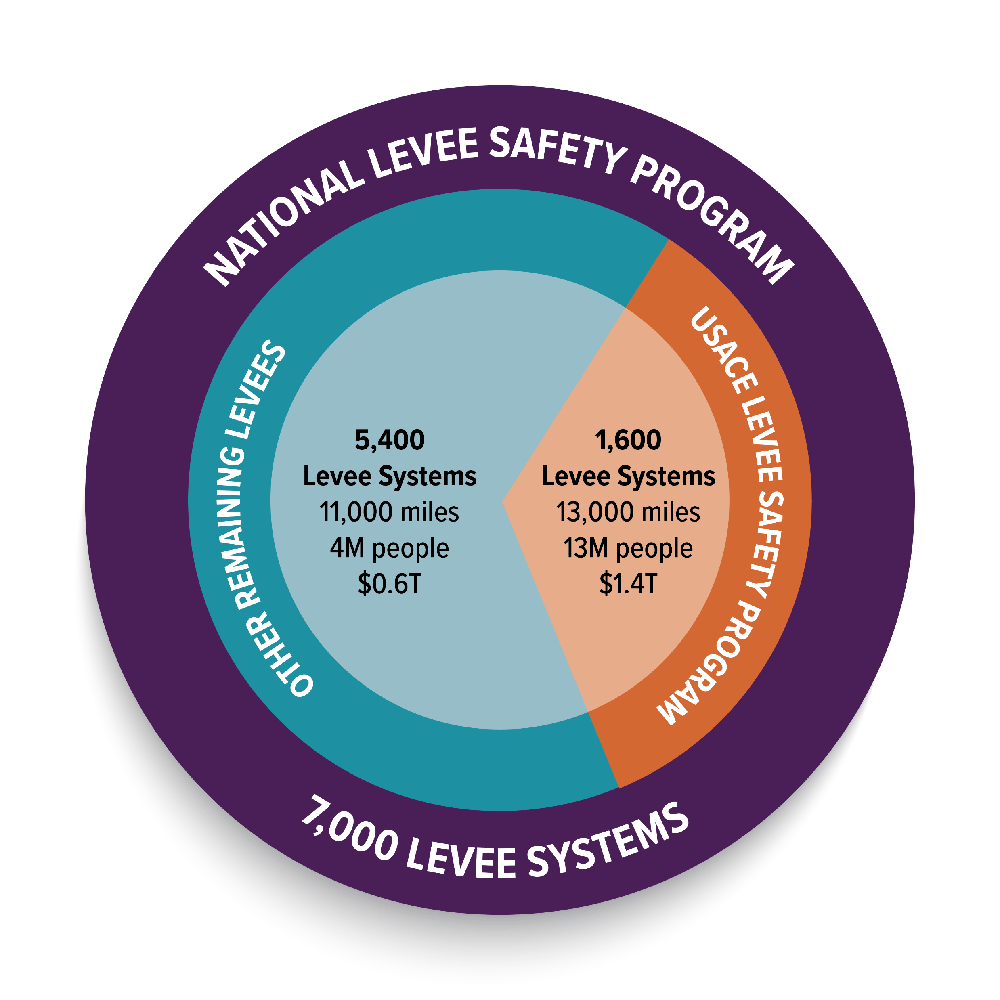 NATIONAL LEVEE SAFETY PROGRAM
OTHER REMAINING LEVEES
5,400
Levee Systems
11,000 miles
4M people
$0.6T
1,600
Levee Systems
13,000 miles
13M people
$1.4T
USACE LEVEE SAFETY PROGRAM
7,000 LEVEE SYSTEMS